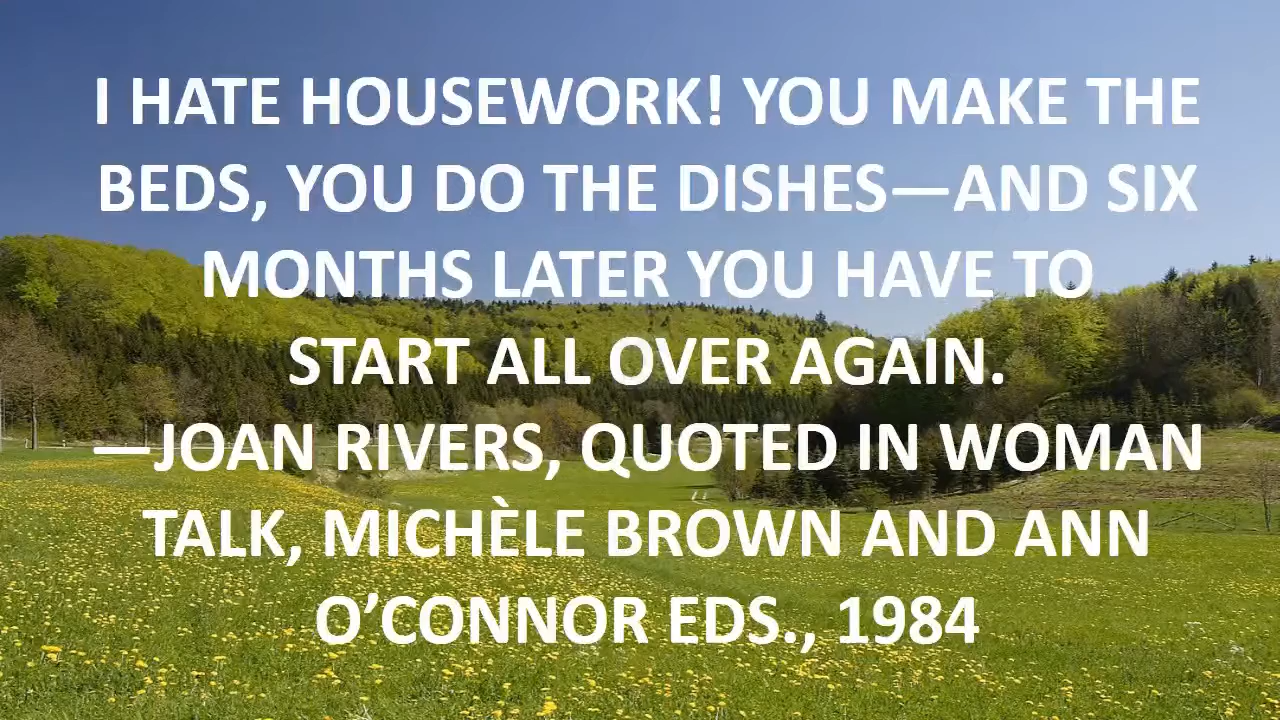 I HATE HOUSEWORK! YOU MAKE THE
BEDS, YOU DO THE DISHES—AND SIX
MONTHS LATER YOU HAVE TO
START ALL OVER AGAIN.
—JOAN RIVERS, QUOTED IN WOMAN
TALK, MICHÈLE BROWN AND ANN
O’CONNOR EDS., 1984